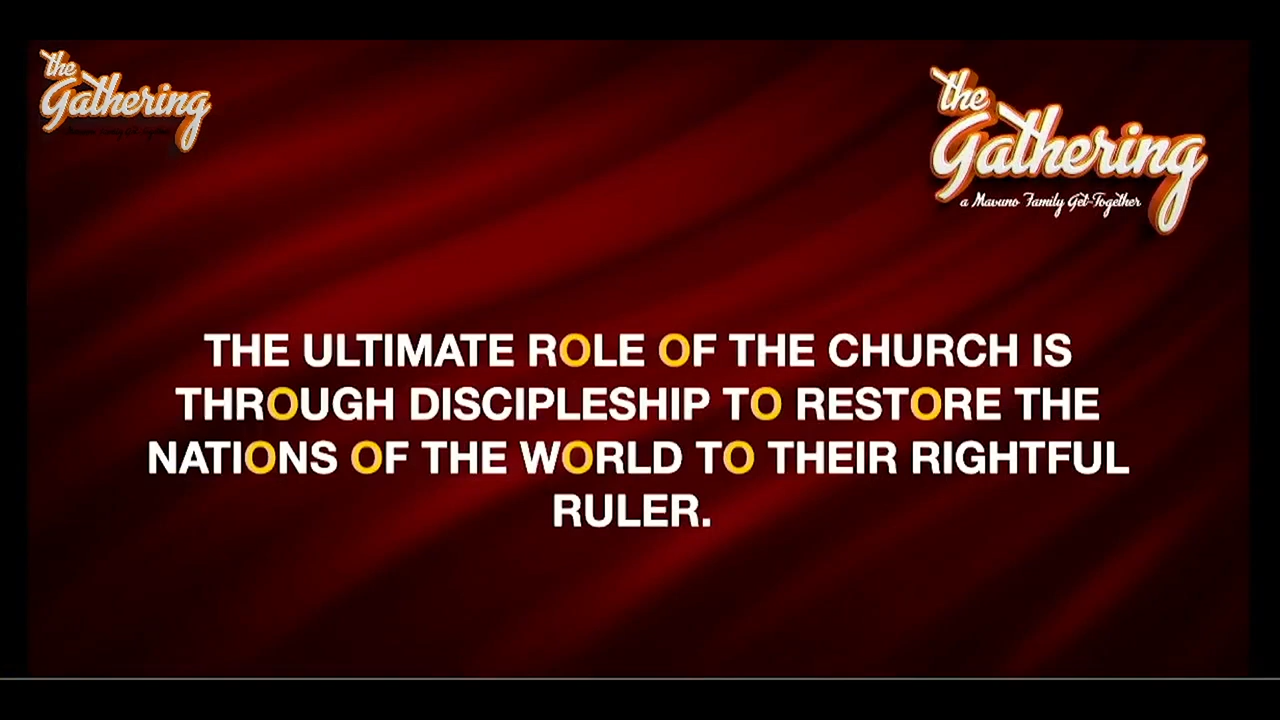 the
Gathering
the
Gathering
a Mavuno Family Get-Together
THE ULTIMATE ROLE OF THE CHURCH IS
THROUGH DISCIPLESHIP TO RESTORE THE
NATIONS OF THE WORLD TO THEIR RIGHTFUL
RULER.